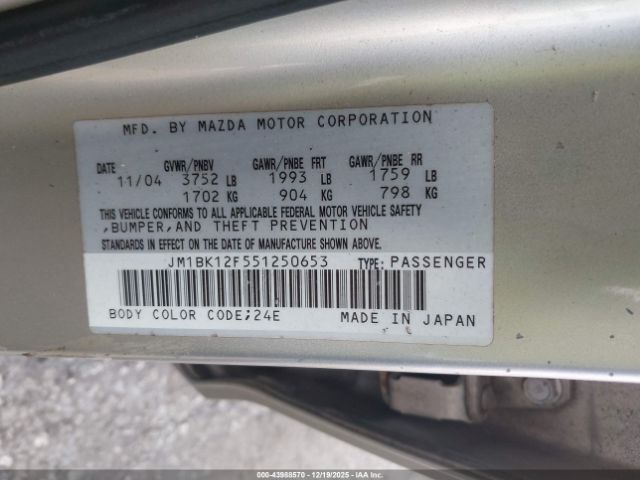 MFD. BY MAZDA MOTOR CORPORATION
DATE GVWR/PNBV GAWR/PNBE FRT GAWR/PNBE RR
11/04 3752 LB 1993 LB 1759 LB
1702 KG 904 KG 798 KG
THIS VEHICLE CONFORMS TO ALL APPLICABLE FEDERAL MOTOR VEHICLE SAFETY
,BUMPER,AND THEFT PREVENTION
STANDARDS IN EFFECT ON THE DATE OF MANUFACTURE SHOWN ABOVE.
JM1BK12F551250653 TYPE: PASSENGER
BODY COLOR CODE;24E MADE IN JAPAN
000-43988570 • 12/19/2025 - IAAI.COM